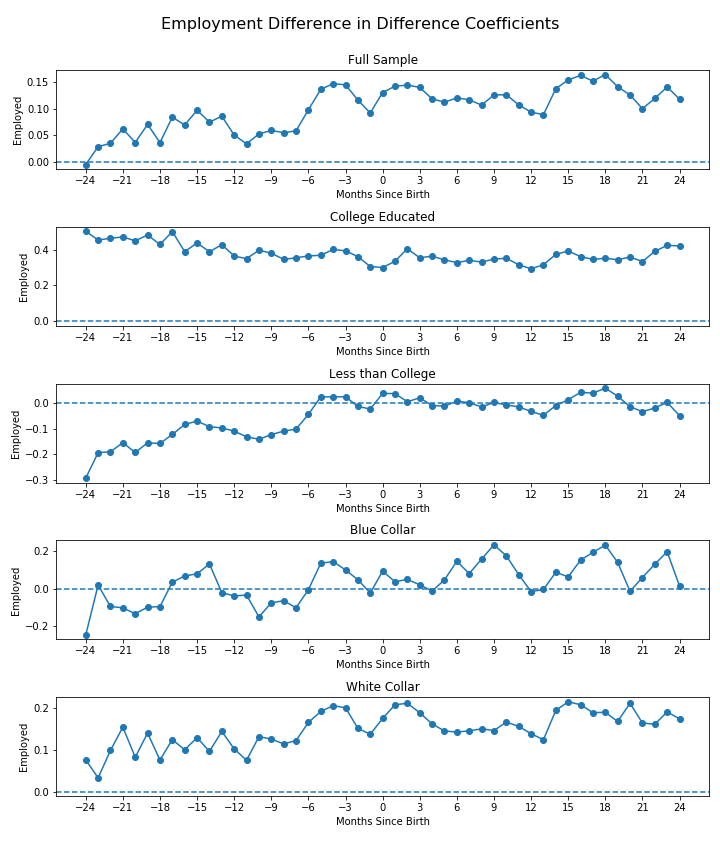 Employment Difference in Difference Coefficients
Full Sample
Employed
0.15
0.10
0.05
0.00
−24 −21 −18 −15 −12 −9 −6 −3 0 3 6 9 12 15 18 21 24
Months Since Birth
College Educated
Employed
0.4
0.2
0.0
−24 −21 −18 −15 −12 −9 −6 −3 0 3 6 9 12 15 18 21 24
Months Since Birth
Less than College
Employed
0.0
−0.1
−0.2
−0.3
−24 −21 −18 −15 −12 −9 −6 −3 0 3 6 9 12 15 18 21 24
Months Since Birth
Blue Collar
Employed
0.2
0.0
−0.2
−24 −21 −18 −15 −12 −9 −6 −3 0 3 6 9 12 15 18 21 24
Months Since Birth
White Collar
Employed
0.2
0.1
0.0
−24 −21 −18 −15 −12 −9 −6 −3 0 3 6 9 12 15 18 21 24
Months Since Birth